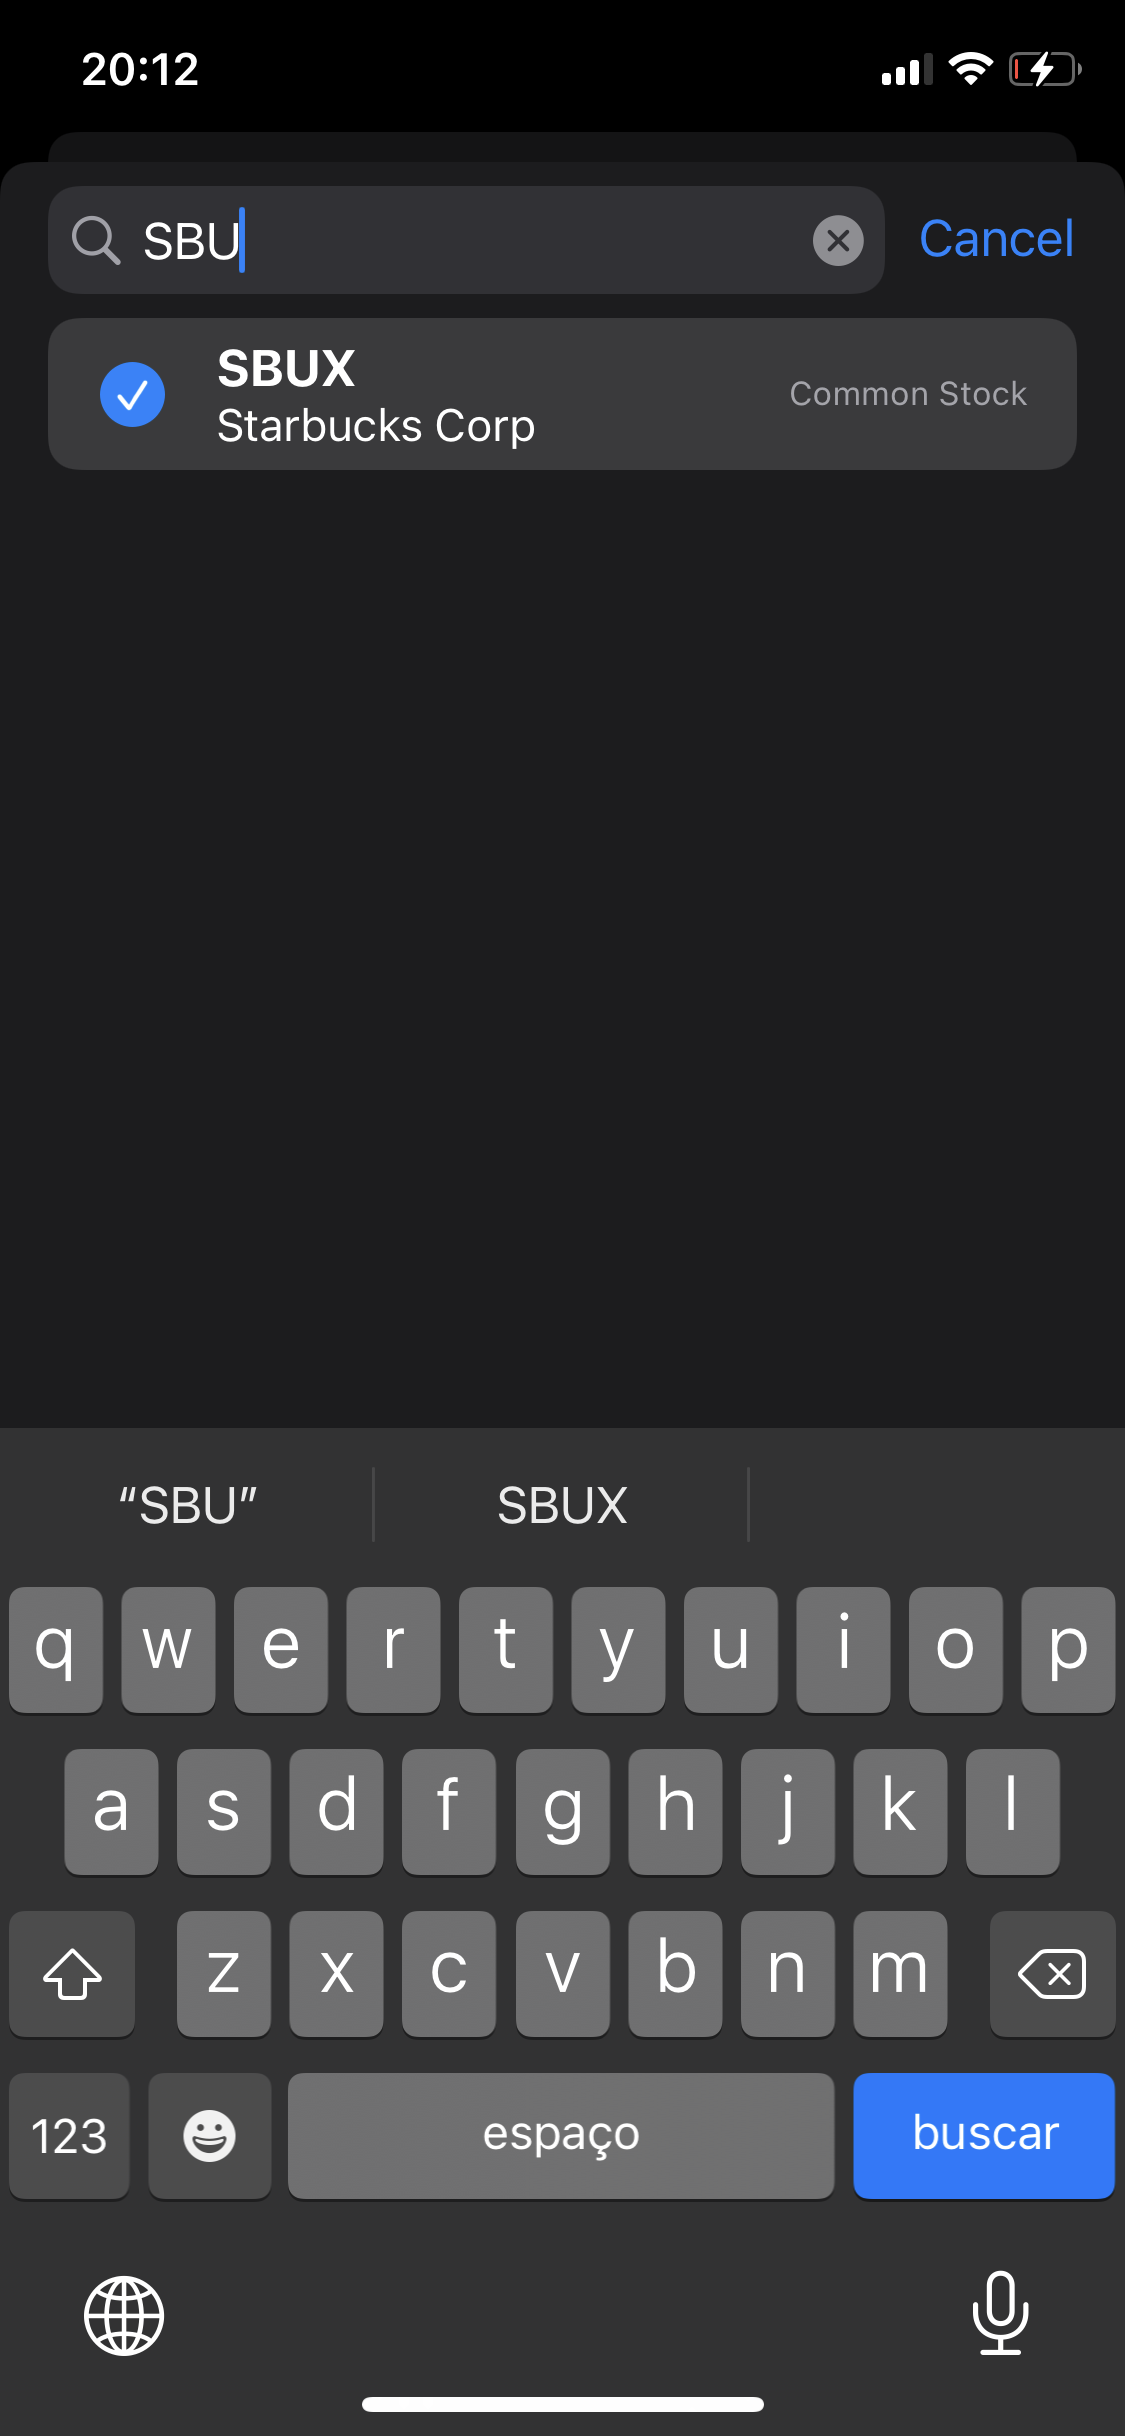 20:12
SBU
Cancel
SBUX
Starbucks Corp
Common Stock
“SBU”
SBUX
q w e r t y u i o p
a s d f g h j k l
z x c v b n m
123
espaço
buscar